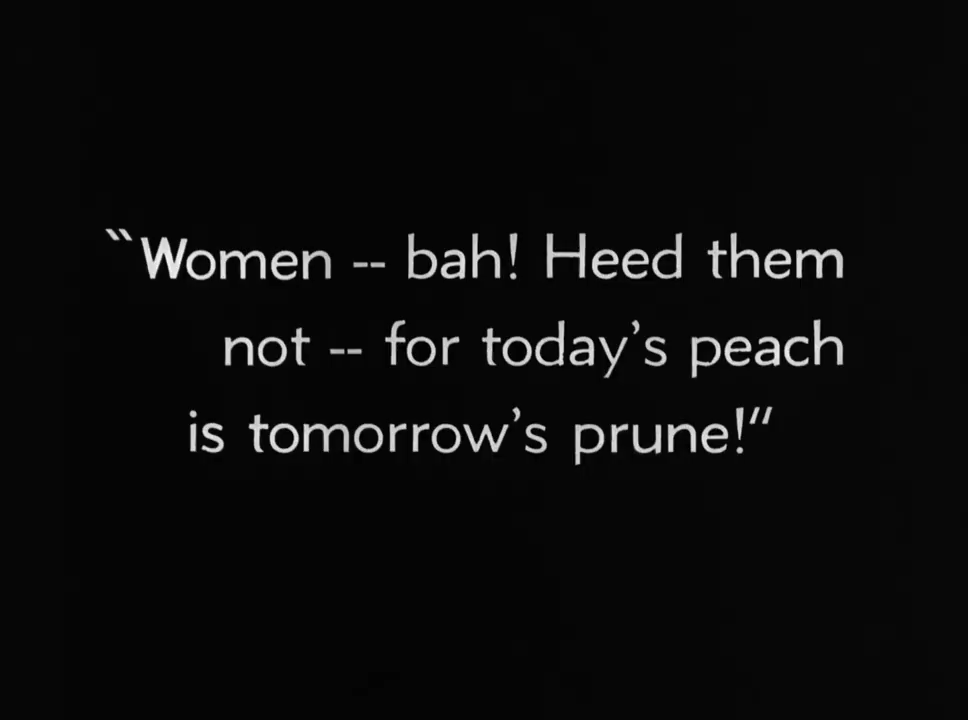 “Women -- bah! Heed them
not -- for today’s peach
is tomorrow’s prune!”